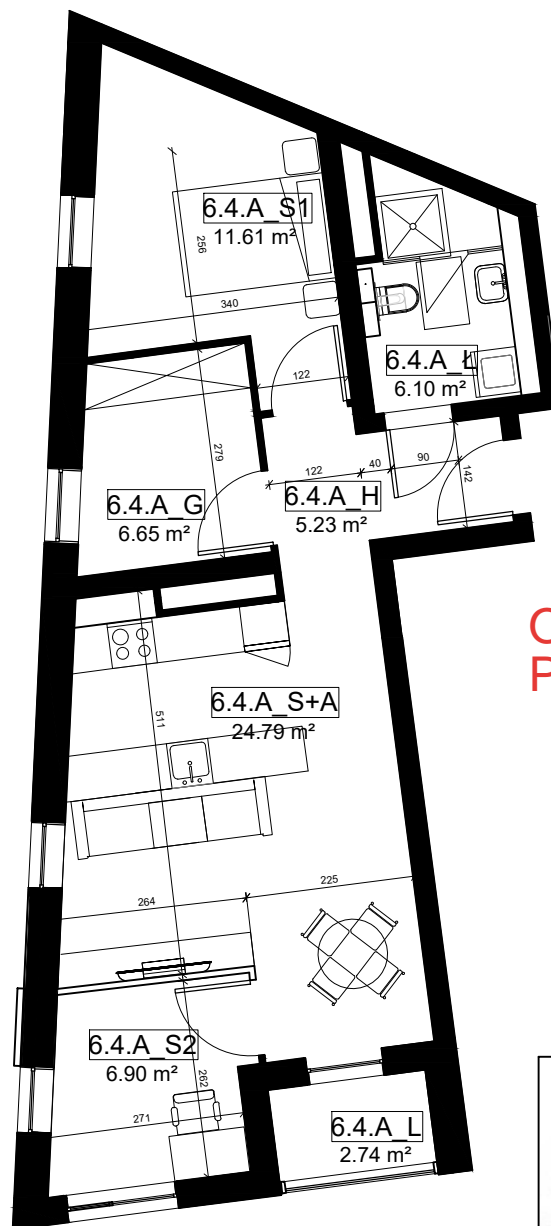 6.4.A_S1
11.61 m²
256
340
6.4.A_Ł
6.10 m²
122
279
122
40
90
142
6.4.A_G
6.65 m²
6.4.A_H
5.23 m²
6.4.A_S+A
24.79 m²
511
225
264
6.4.A_S2
6.90 m²
262
271
6.4.A_L
2.74 m²